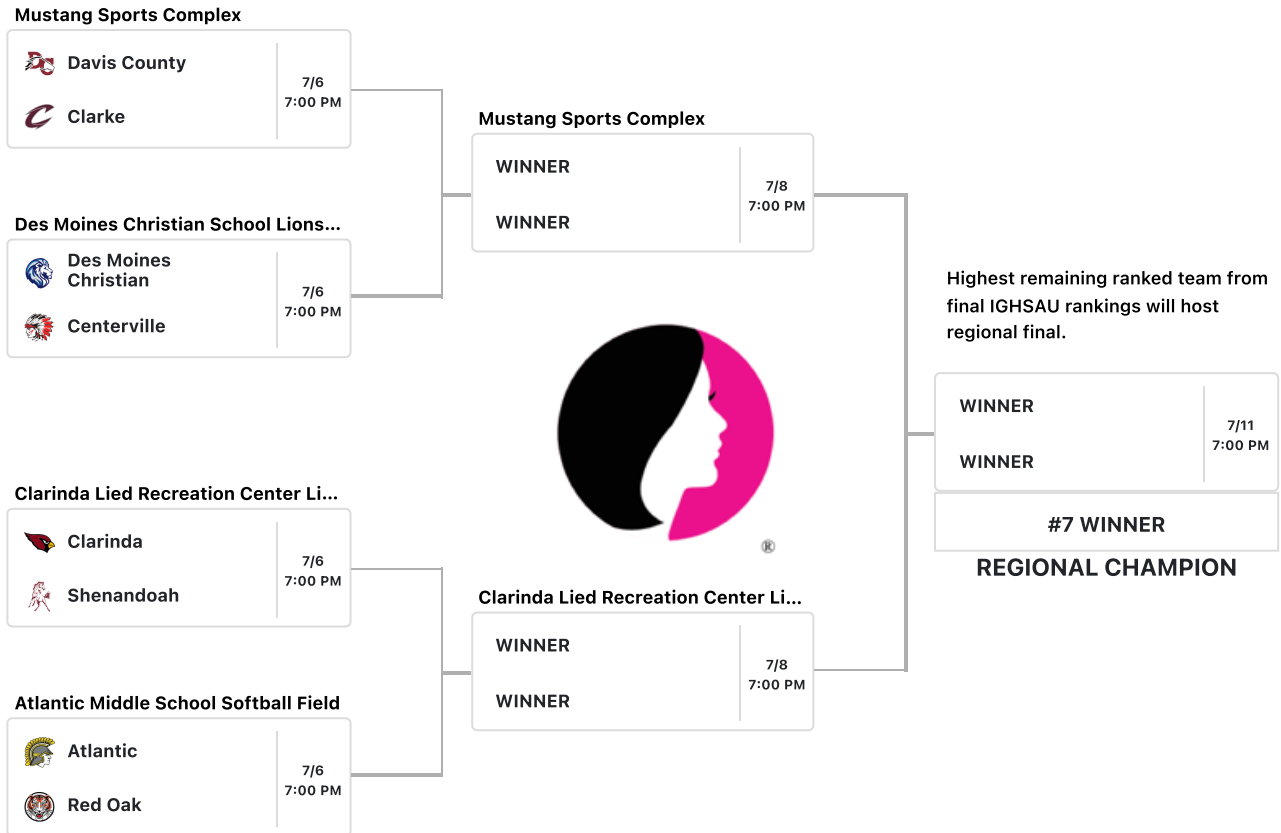 Mustang Sports Complex
Davis County
Clarke
7/6
7:00 PM
Des Moines Christian School Lions...
Des Moines
Christian
Centerville
7/6
7:00 PM
Clarinda Lied Recreation Center Li...
Clarinda
Shenandoah
7/6
7:00 PM
Atlantic Middle School Softball Field
Atlantic
Red Oak
7/6
7:00 PM
Mustang Sports Complex
WINNER
WINNER
7/8
7:00 PM
®
Clarinda Lied Recreation Center Li...
WINNER
WINNER
7/8
7:00 PM
Highest remaining ranked team from
final IGHSAU rankings will host
regional final.
WINNER
WINNER
7/11
7:00 PM
#7 WINNER
REGIONAL CHAMPION